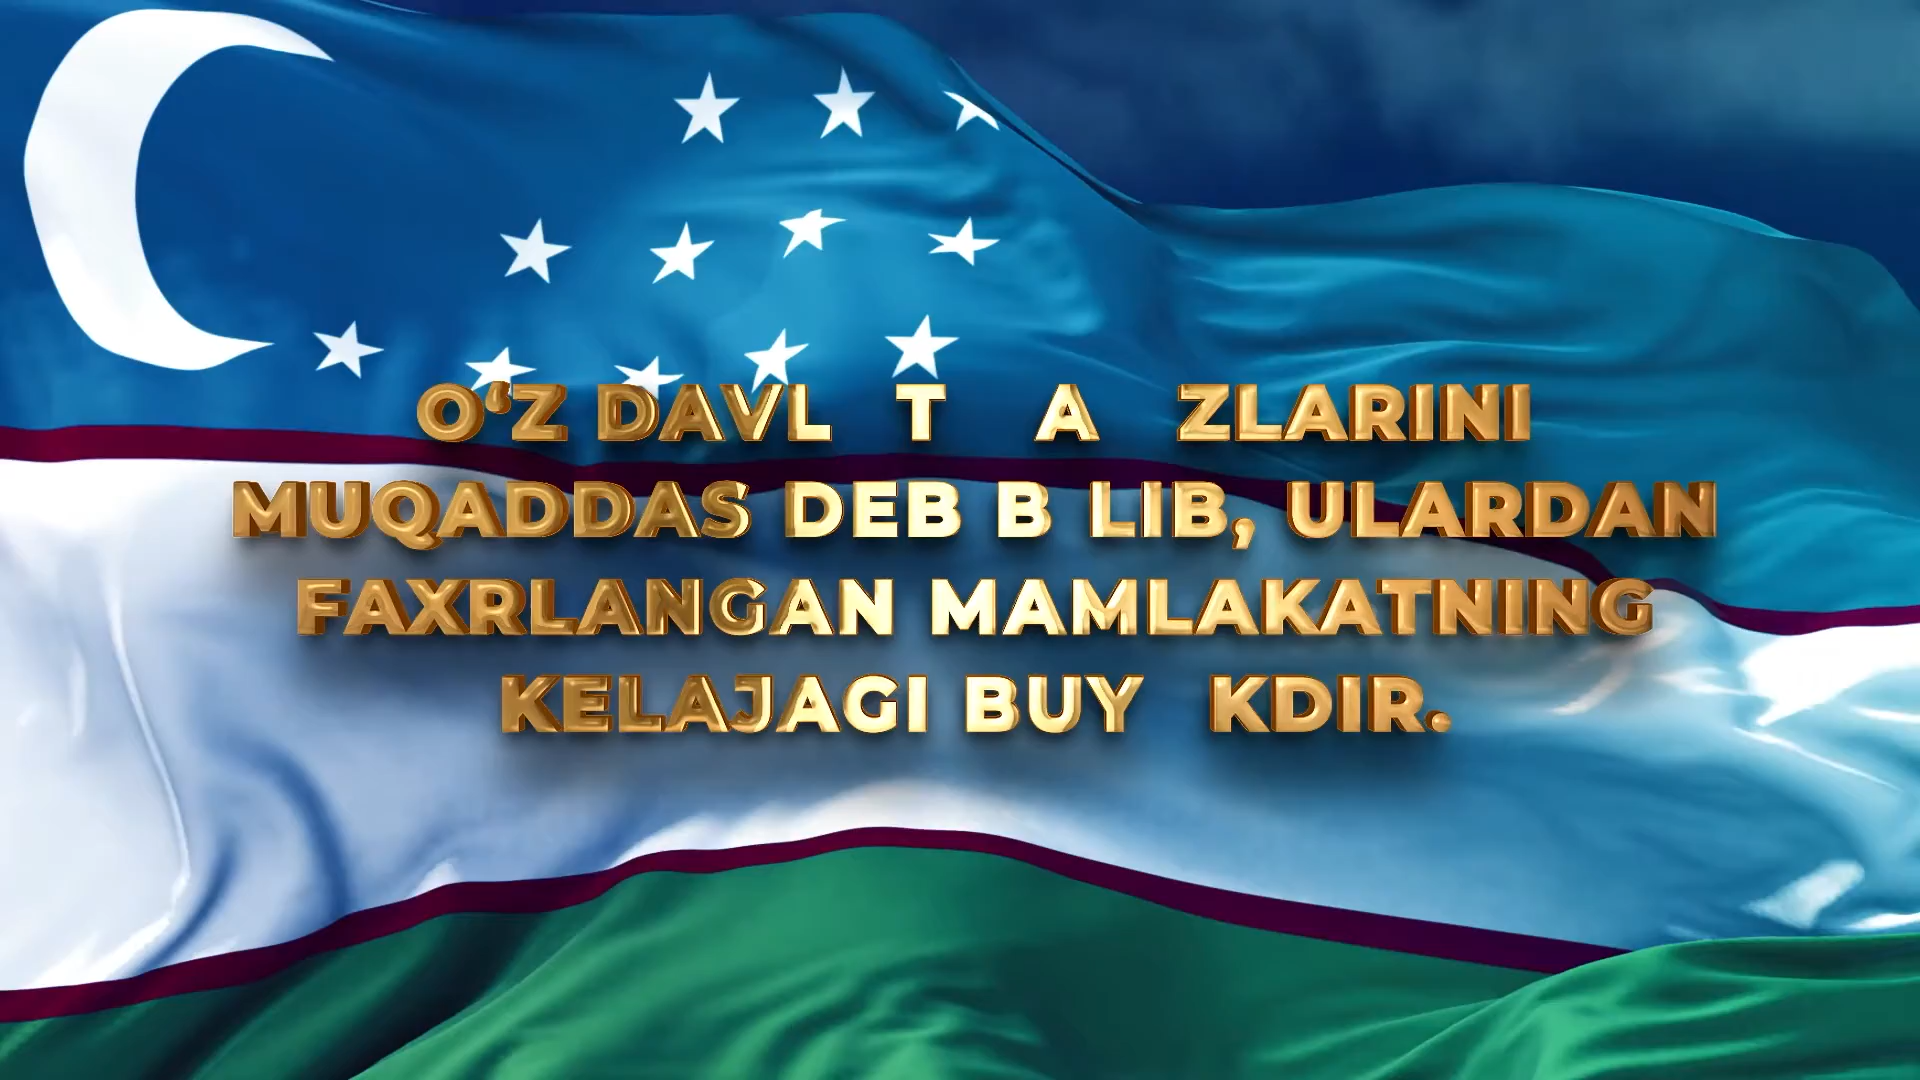 O‘Z DAVL T A ZLARINI
MUQADDAS DEB B LIB, ULARDAN
FAXRLANGAN MAMLAKATNING
KELAJAGI BUY KDIR.